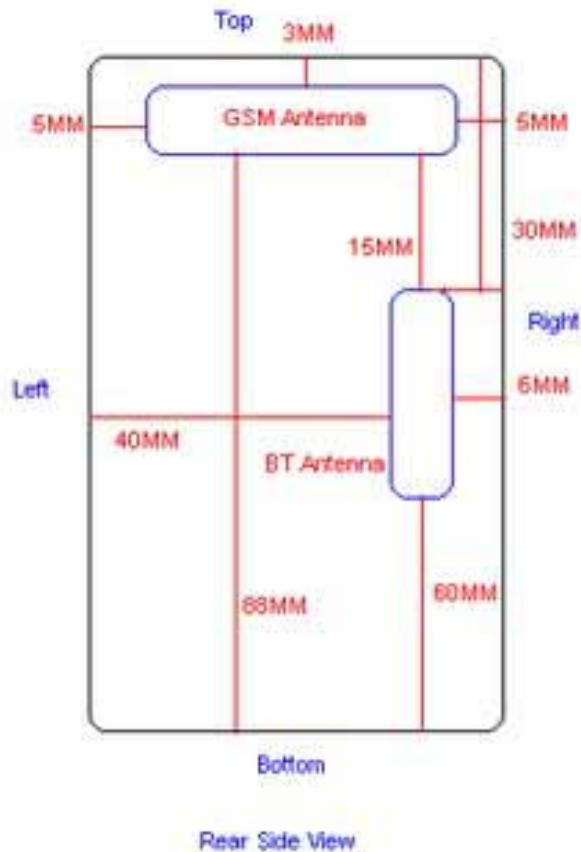 Top
3MM
GSM Antenna
5MM
5MM
30MM
15MM
Right
Left
6MM
40MM
BT Antenna
60MM
88MM
Bottom
Rear Side View